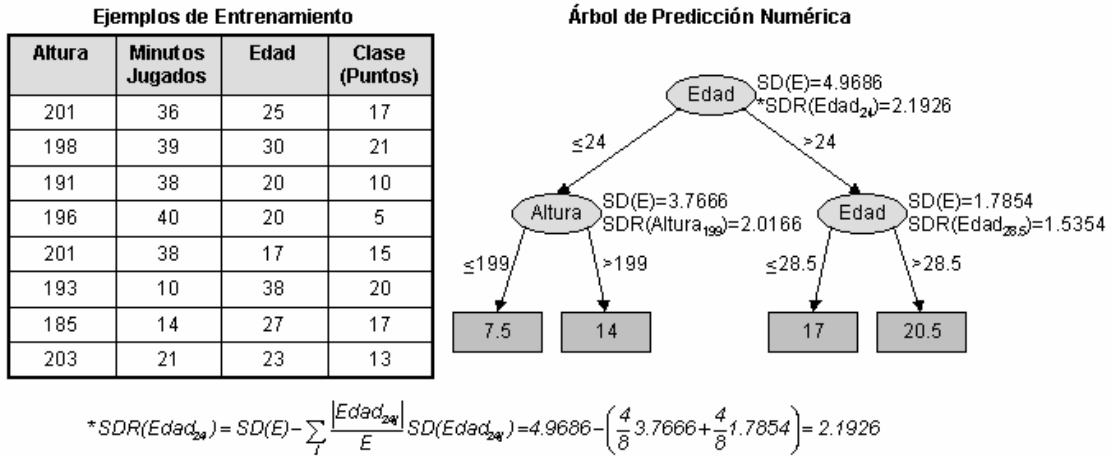 Ejemplos de Entrenamiento
Altura Minutos Jugados Edad Clase (Puntos)
201 36 25 17
198 39 30 21
191 38 20 10
196 40 20 5
201 38 17 15
193 10 38 20
185 14 27 17
203 21 23 13
Árbol de Predicción Numérica
Edad SD(E)=4.9686
*SDR(Edad24)=2.1926
≤24 >24
Altura SD(E)=3.7666
SDR(Altura199)=2.0166
Edad SD(E)=1.7854
SDR(Edad28.5)=1.5354
≤199 >199 ≤28.5 >28.5
7.5 14 17 20.5
*SDR(Edad24) = SD(E)−∑i |Edad24i|/E SD(Edad24i)=4.9686−(4/8 3.7666+4/8 1.7854)= 2.1926